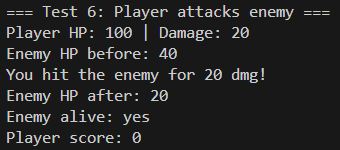 === Test 6: Player attacks enemy ===
Player HP: 100 | Damage: 20
Enemy HP before: 40
You hit the enemy for 20 dmg!
Enemy HP after: 20
Enemy alive: yes
Player score: 0